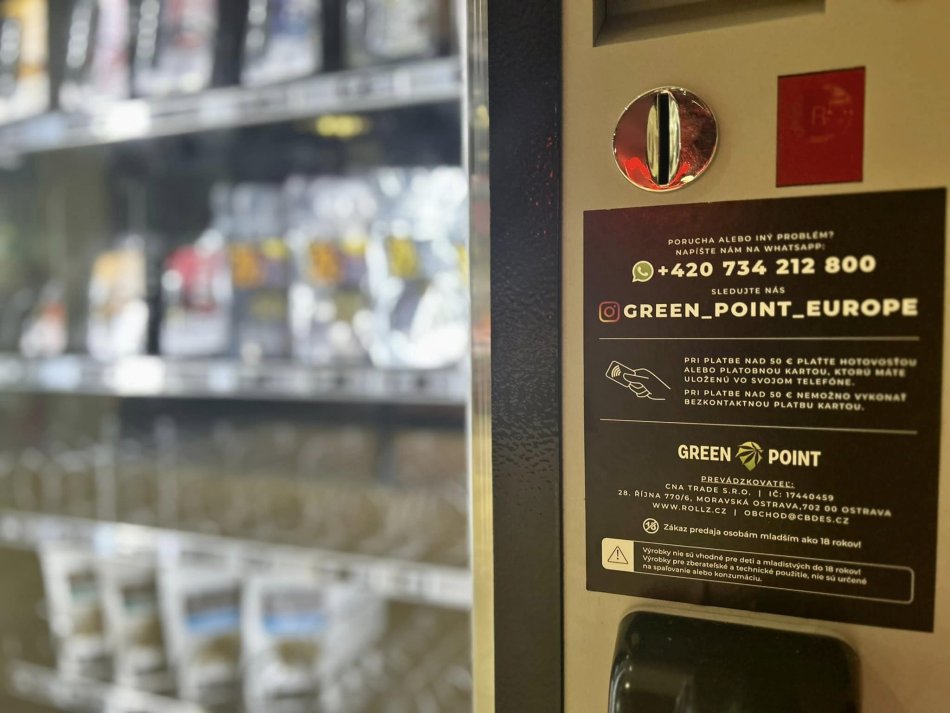 PORUCHA ALEBO INÝ PROBLÉM?
NAPÍŠTE NÁM NA WHATSAPP:
+420 734 212 800
SLEDUJTE NÁS
GREEN_POINT_EUROPE
PRI PLATBE NAD 50 € PLAŤTE HOTOVOSŤOU
ALEBO PLATOBNOU KARTOU, KTORÚ MÁTE
ULOŽENÚ VO SVOJOM TELEFÓNE.
PRI PLATBE NAD 50 € NEMOŽNO VYKONAŤ
BEZKONTAKTNOU PLATBU KARTOU.
GREEN POINT
PREVÁDZKOVATEĽ:
CNA TRADE S.R.O. | IČ: 17440459
28. ŘÍJNA 770/6, MORAVSKÁ OSTRAVA,702 00 OSTRAVA
WWW.ROLLZ.CZ | OBCHOD@CBDES.CZ
18 Zákaz predaja osobám mladším ako 18 rokov!
Výrobky nie sú vhodné pre deti a mladistvých do 18 rokov!
Výrobky pre zberateľské a technické použitie, nie sú určené
na spaľovanie alebo konzumáciu.